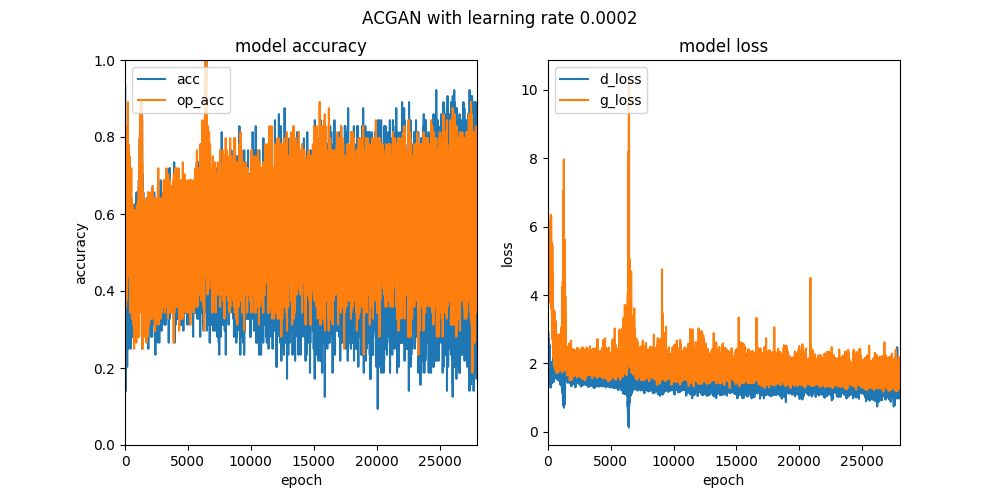 ACGAN with learning rate 0.0002
model accuracy
acc
op_acc
1.0
0.8
0.6
0.4
0.2
0.0
accuracy
0
5000
10000
15000
20000
25000
epoch
model loss
d_loss
g_loss
10
8
6
4
2
0
loss
0
5000
10000
15000
20000
25000
epoch